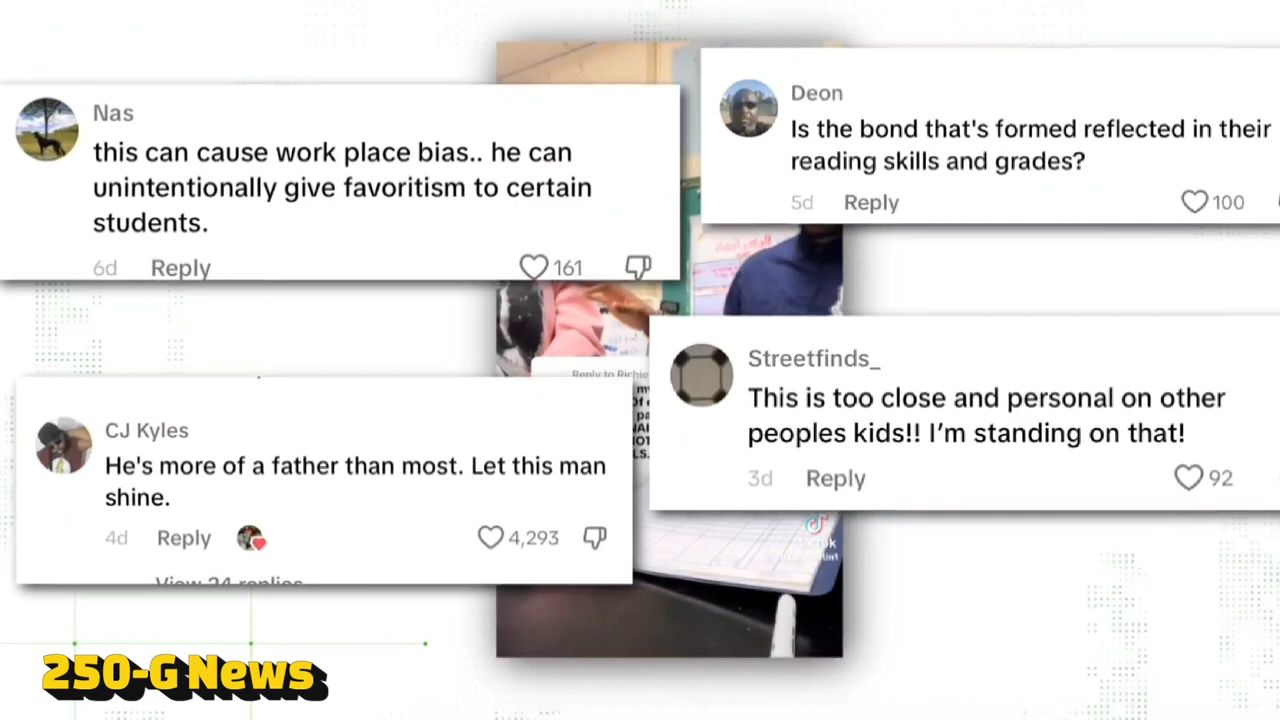 Nas
this can cause work place bias.. he can
unintentionally give favoritism to certain
students.
6d Reply 161
Deon
Is the bond that's formed reflected in their
reading skills and grades?
5d Reply 100
Reply to Richie
CJ Kyles
He's more of a father than most. Let this man
shine.
4d Reply 4,293
View 24 replies
Streetfinds_
This is too close and personal on other
peoples kids!! I'm standing on that!
3d Reply 92
250-G News